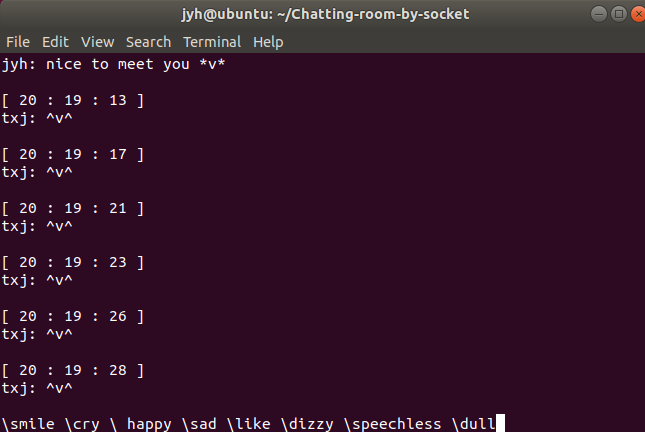 jyh@ubuntu: ~/Chatting-room-by-socket
File Edit View Search Terminal Help
jyh: nice to meet you *v*
[ 20 : 19 : 13 ]
txj: ^v^
[ 20 : 19 : 17 ]
txj: ^v^
[ 20 : 19 : 21 ]
txj: ^v^
[ 20 : 19 : 23 ]
txj: ^v^
[ 20 : 19 : 26 ]
txj: ^v^
[ 20 : 19 : 28 ]
txj: ^v^
\smile \cry \ happy \sad \like \dizzy \speechless \dull